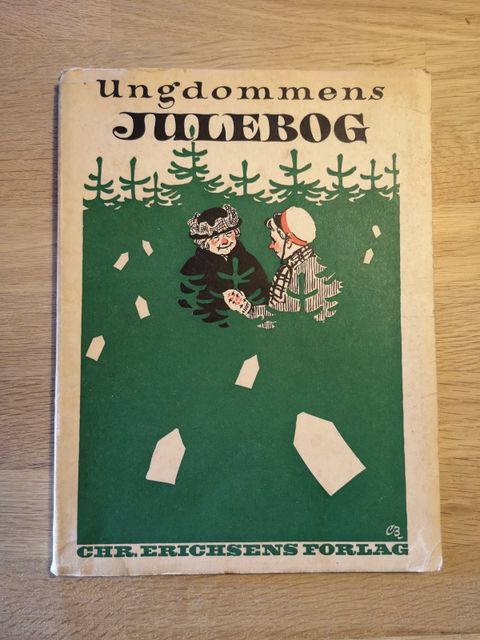 Ungdommens
JULEBOG
CHR. ERICHSENS FORLAG